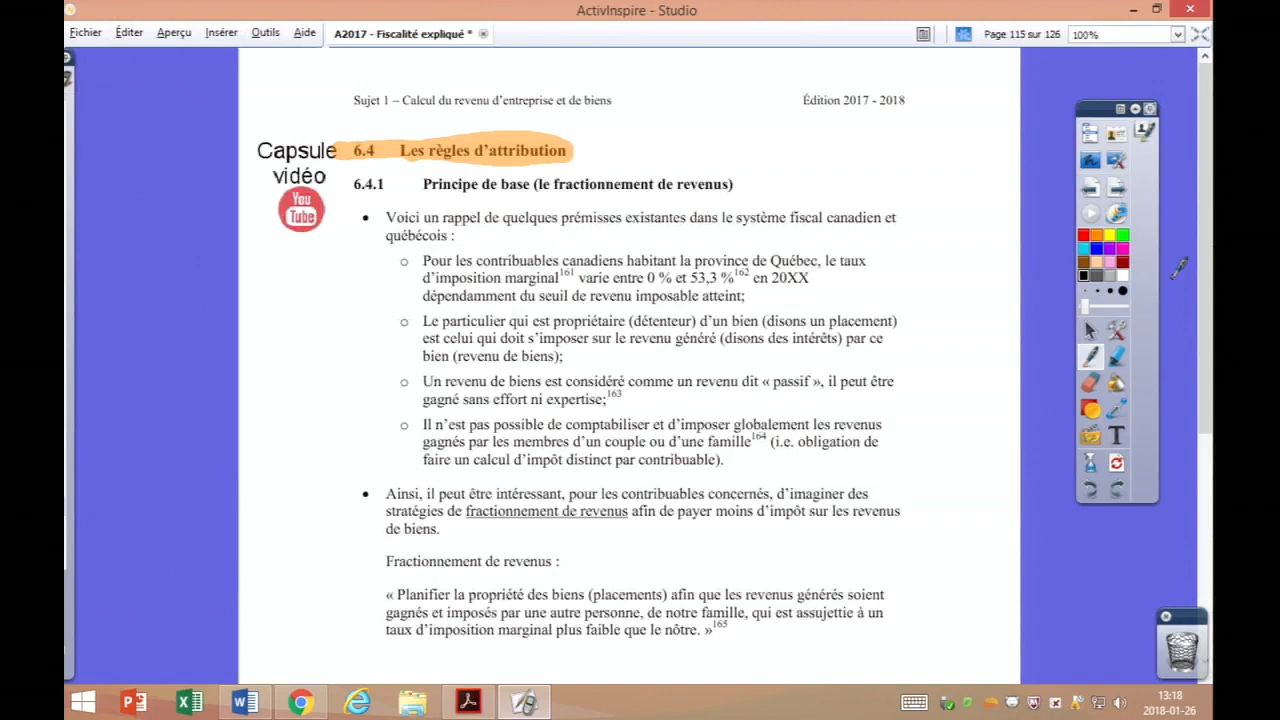 ActivInspire - Studio
Fichier Éditer Aperçu Insérer Outils Aide A2017 - Fiscalité expliqué * Page 115 sur 126 100%
Sujet 1 – Calcul du revenu d’entreprise et de biens Édition 2017 - 2018
Capsule
vidéo
You
Tube
6.4 Les règles d’attribution
6.4.1 Principe de base (le fractionnement de revenus)
• Voici un rappel de quelques prémisses existantes dans le système fiscal canadien et
québécois :
o Pour les contribuables canadiens habitant la province de Québec, le taux
d’imposition marginal161 varie entre 0 % et 53,3 %162 en 20XX
dépendamment du seuil de revenu imposable atteint;
o Le particulier qui est propriétaire (détenteur) d’un bien (disons un placement)
est celui qui doit s’imposer sur le revenu généré (disons des intérêts) par ce
bien (revenu de biens);
o Un revenu de biens est considéré comme un revenu dit « passif », il peut être
gagné sans effort ni expertise;163
o Il n’est pas possible de comptabiliser et d’imposer globalement les revenus
gagnés par les membres d’un couple ou d’une famille164 (i.e. obligation de
faire un calcul d’impôt distinct par contribuable).
• Ainsi, il peut être intéressant, pour les contribuables concernés, d’imaginer des
stratégies de fractionnement de revenus afin de payer moins d’impôt sur les revenus
de biens.
Fractionnement de revenus :
« Planifier la propriété des biens (placements) afin que les revenus générés soient
gagnés et imposés par une autre personne, de notre famille, qui est assujettie à un
taux d’imposition marginal plus faible que le nôtre. »165
13:18
2018-01-26